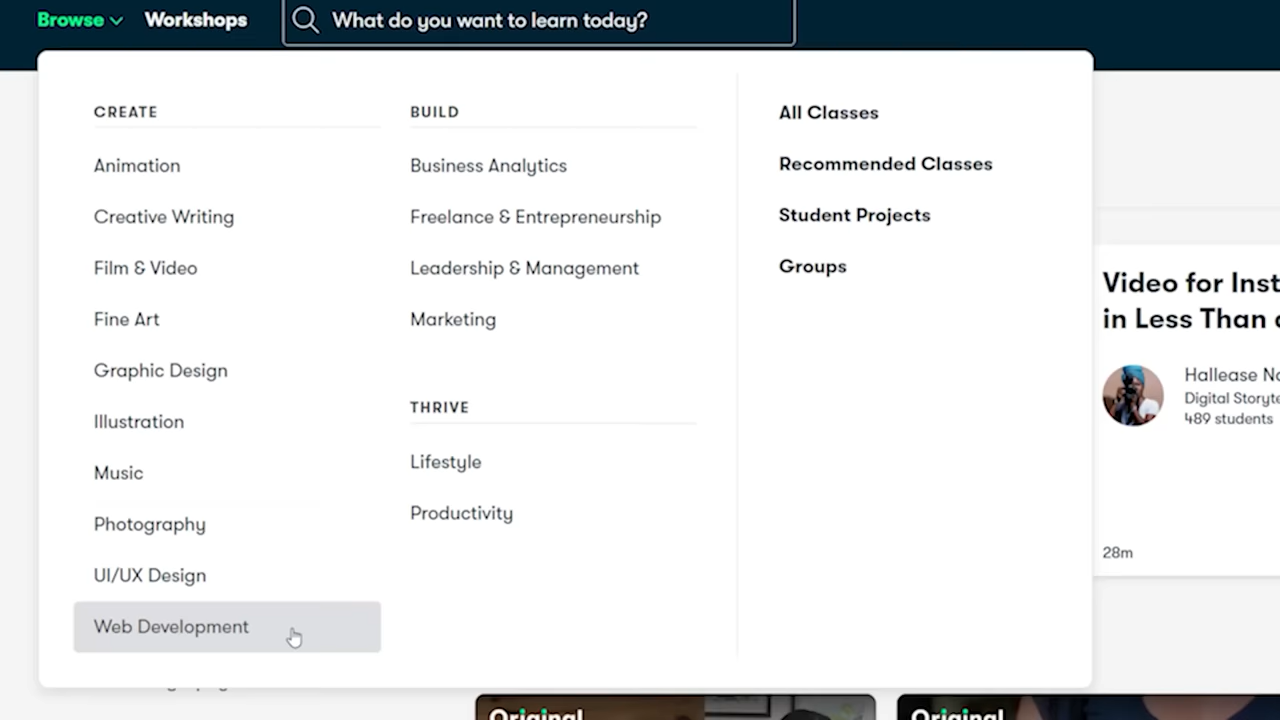 Browse Workshops What do you want to learn today?
CREATE
Animation
Creative Writing
Film & Video
Fine Art
Graphic Design
Illustration
Music
Photography
UI/UX Design
Web Development
BUILD
Business Analytics
Freelance & Entrepreneurship
Leadership & Management
Marketing
THRIVE
Lifestyle
Productivity
All Classes
Recommended Classes
Student Projects
Groups
Video for Inst
in Less Than
Hallease
Digital Storyte
489 students
28m
Original
Original